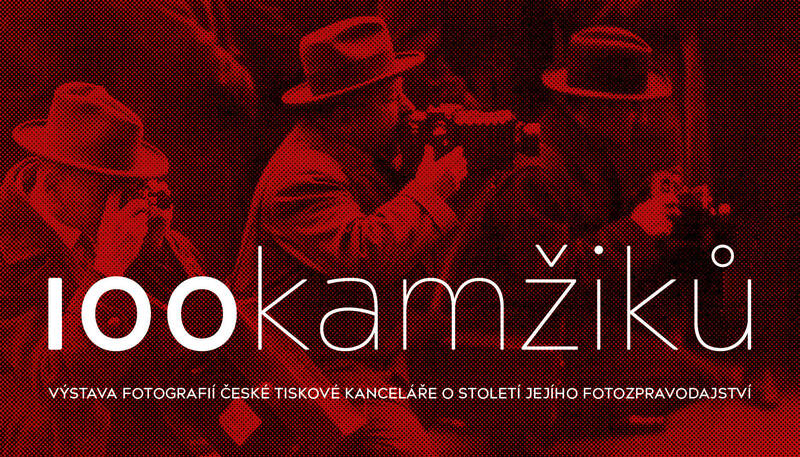 100kamžiků
VÝSTAVA FOTOGRAFIÍ ČESKÉ TISKOVÉ KANCELÁŘE O STOLETÍ JEJÍHO FOTOZPRAVODAJSTVÍ